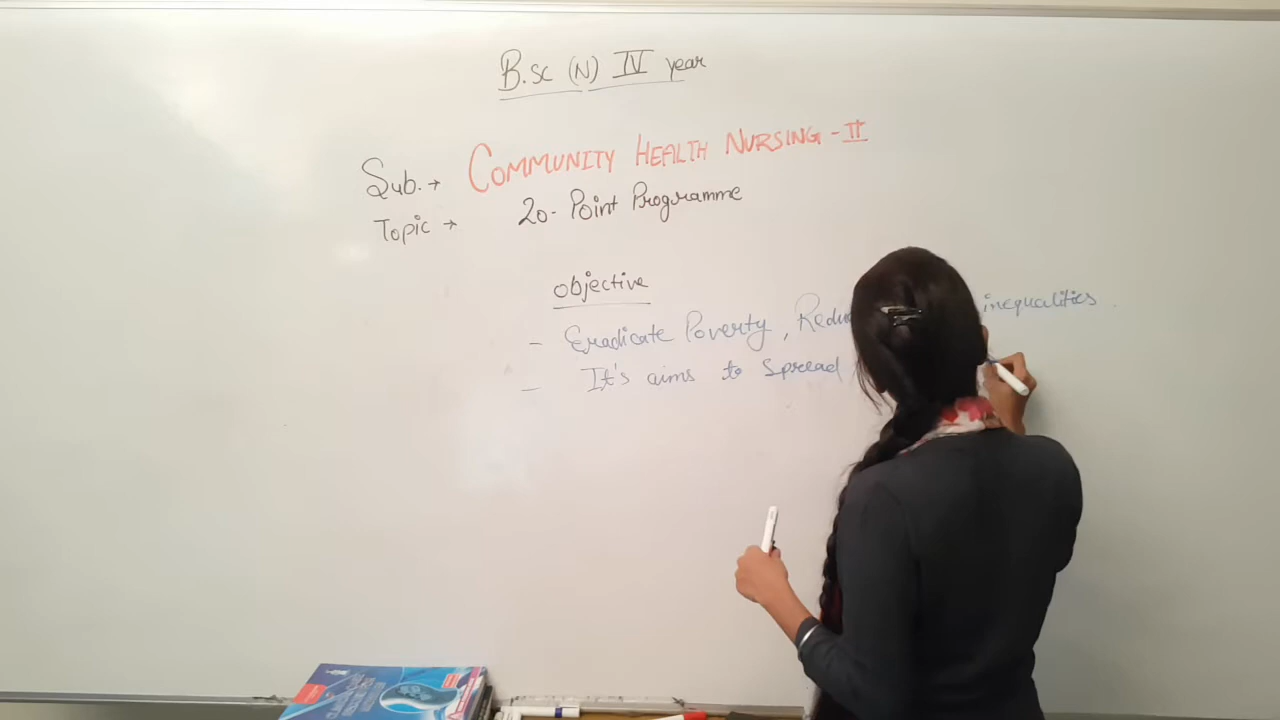 B.sc (N) IV year
Sub. → COMMUNITY HEALTH NURSING - II
Topic → 20- Point Programme
objective
- Eradicate Poverty, inequalities.
- It's aims to Spread